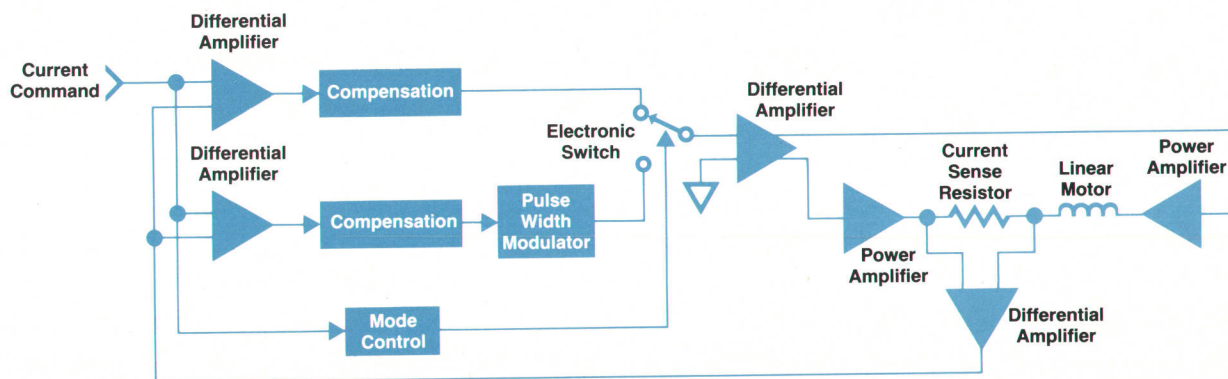 Differential
Amplifier
Current
Command
Compensation
Differential
Amplifier
Electronic
Switch
Differential
Amplifier
Compensation
Pulse
Width
Modulator
Mode
Control
Power
Amplifier
Current
Sense
Resistor
Linear
Motor
Power
Amplifier
Differential
Amplifier